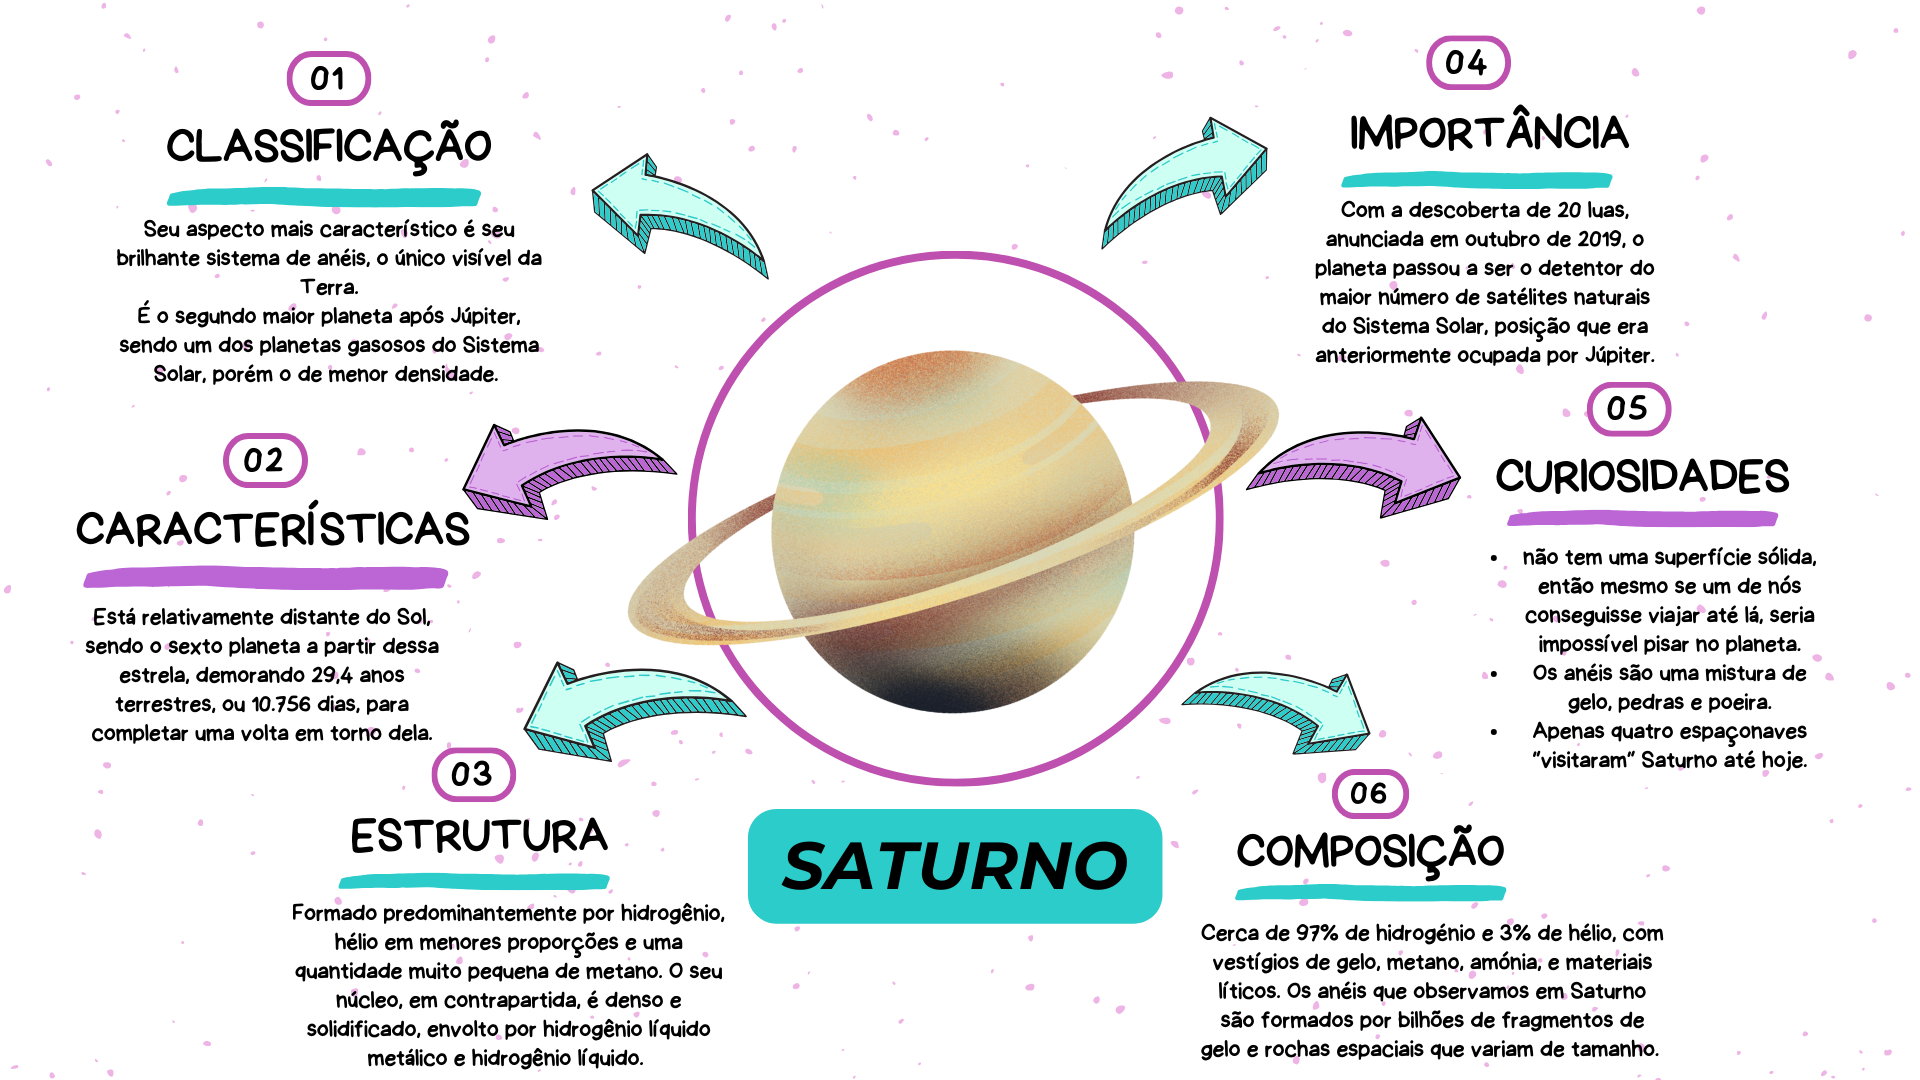 01
CLASSIFICAÇÃO
Seu aspecto mais característico é seu
brilhante sistema de anéis, o único visível da
Terra.
É o segundo maior planeta após Júpiter,
sendo um dos planetas gasosos do Sistema
Solar, porém o de menor densidade.
02
CARACTERÍSTICAS
Está relativamente distante do Sol,
sendo o sexto planeta a partir dessa
estrela, demorando 29,4 anos
terrestres, ou 10.756 dias, para
completar uma volta em torno dela.
03
ESTRUTURA
Formado predominantemente por hidrogênio,
hélio em menores proporções e uma
quantidade muito pequena de metano. O seu
núcleo, em contrapartida, é denso e
solidificado, envolto por hidrogênio líquido
metálico e hidrogênio líquido.
SATURNO
04
IMPORTÂNCIA
Com a descoberta de 20 luas,
anunciada em outubro de 2019, o
planeta passou a ser o detentor do
maior número de satélites naturais
do Sistema Solar, posição que era
anteriormente ocupada por Júpiter.
05
CURIOSIDADES
• não tem uma superfície sólida,
então mesmo se um de nós
conseguisse viajar até lá, seria
impossível pisar no planeta.
• Os anéis são uma mistura de
gelo, pedras e poeira.
• Apenas quatro espaçonaves
"visitaram" Saturno até hoje.
06
COMPOSIÇÃO
Cerca de 97% de hidrogénio e 3% de hélio, com
vestígios de gelo, metano, amónia, e materiais
líticos. Os anéis que observamos em Saturno
são formados por bilhões de fragmentos de
gelo e rochas espaciais que variam de tamanho.